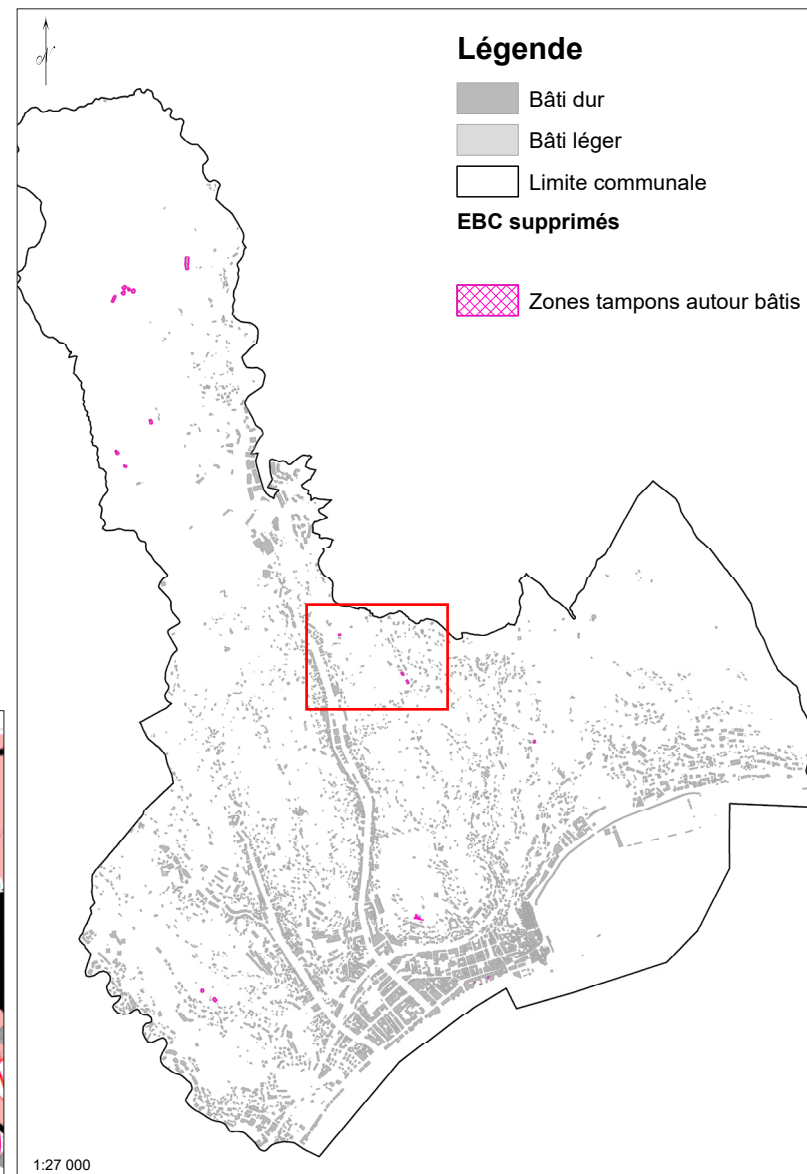 N
Légende
Bâti dur
Bâti léger
Limite communale
EBC supprimés
Zones tampons autour bâtis
1:27 000